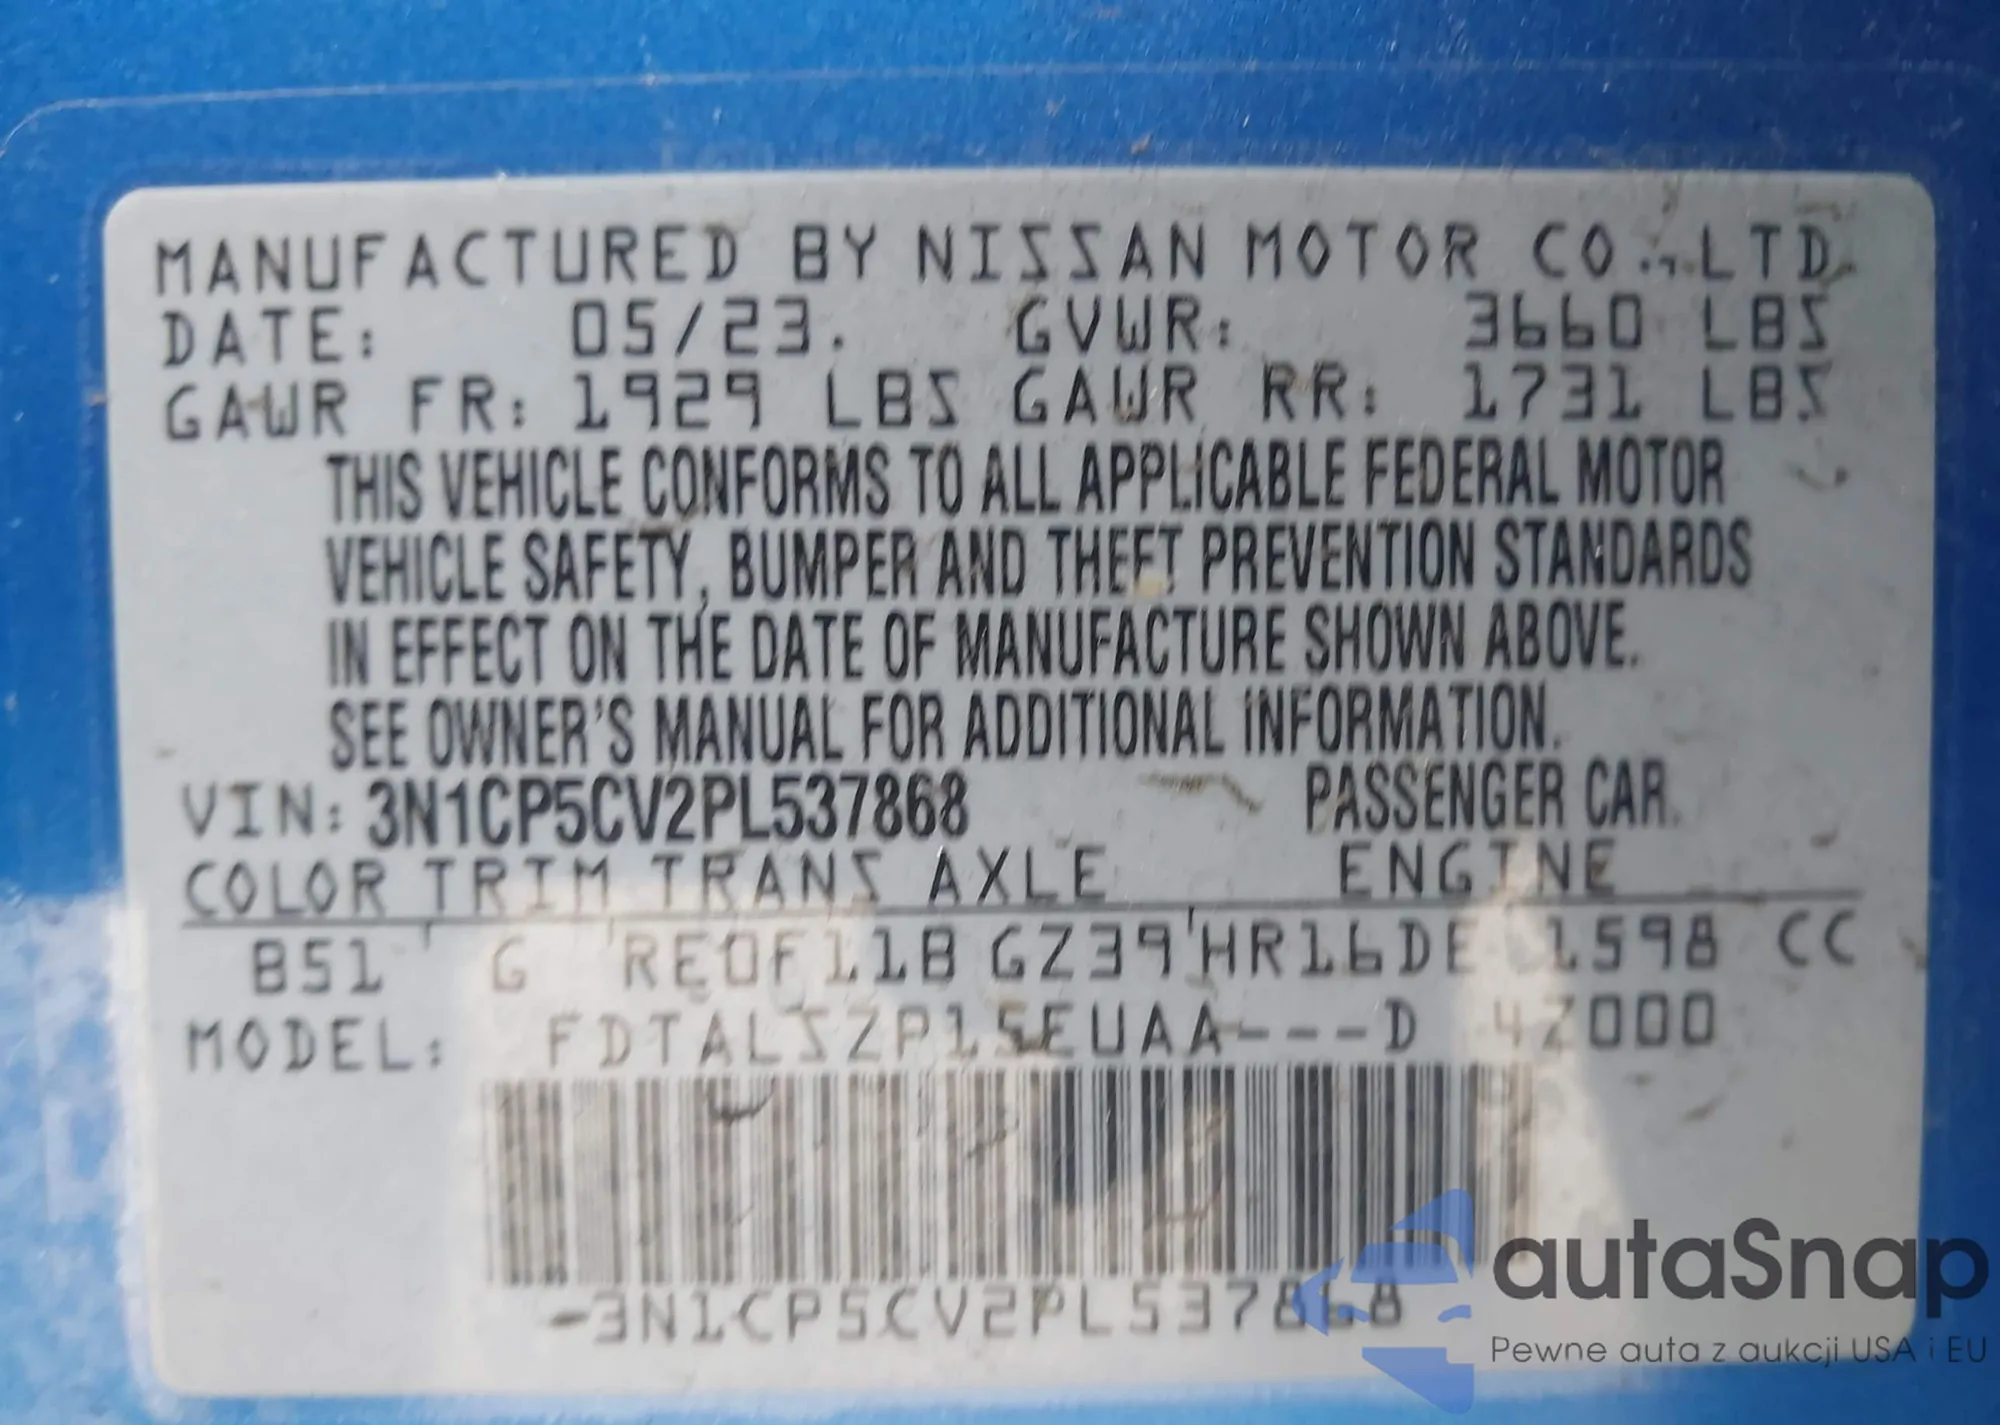 MANUFACTURED BY NISSAN MOTOR CO.,LTD.
DATE: 05/23. GVWR: 3660 LBS
GAWR FR: 1929 LBS GAWR RR: 1731 LBS
THIS VEHICLE CONFORMS TO ALL APPLICABLE FEDERAL MOTOR
VEHICLE SAFETY, BUMPER AND THEFT PREVENTION STANDARDS
IN EFFECT ON THE DATE OF MANUFACTURE SHOWN ABOVE.
SEE OWNER'S MANUAL FOR ADDITIONAL INFORMATION.
VIN: 3N1CP5CV2PL537868 PASSENGER CAR.
COLOR TRIM TRANS AXLE ENGINE
B51 G RE0F11B GZ39 HR16DE 1598 CC
MODEL: FDTALSZP15EUAA---D 4Z000
-3N1CP5CV2PL537868
autaSnap
Pewne auta z aukcji USA i EU